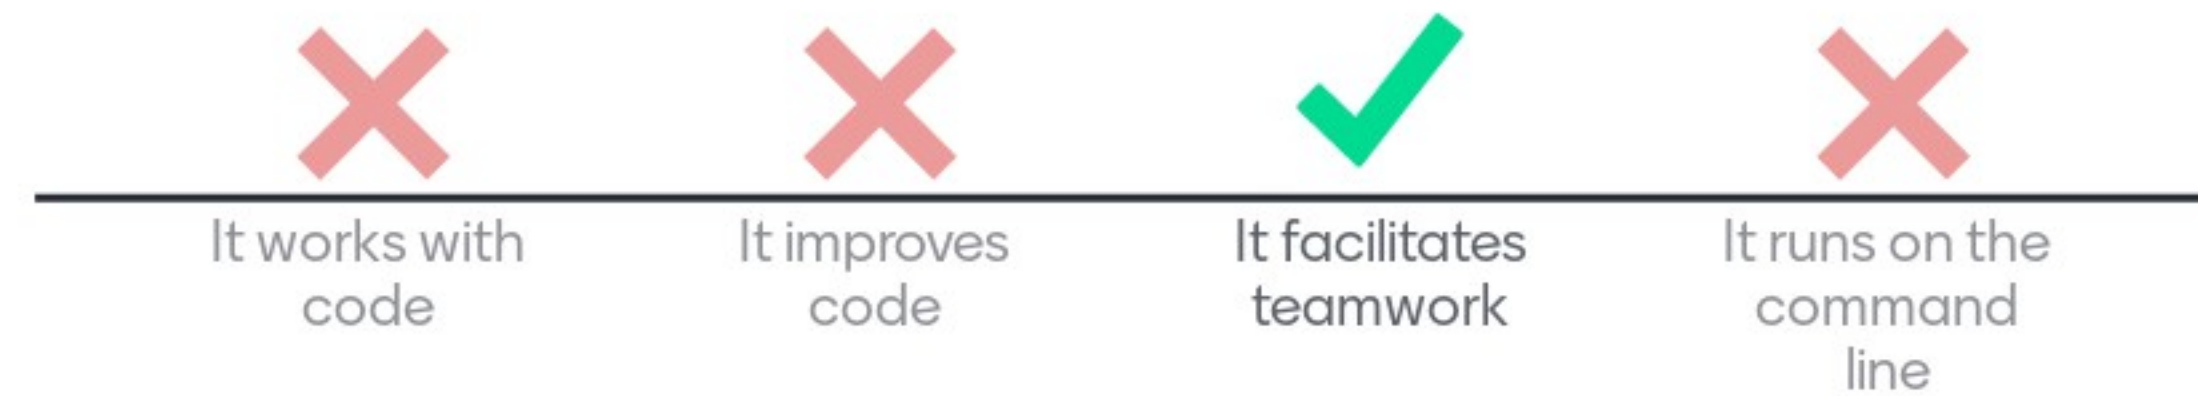 It works with
code
It improves
code
It facilitates
teamwork
It runs on the
command
line